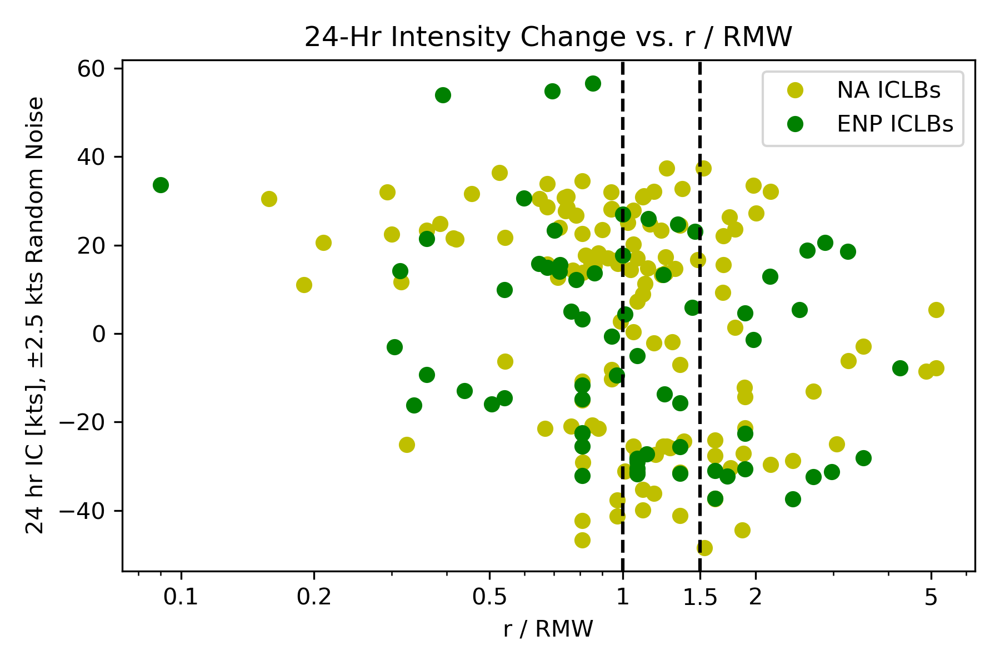 24-Hr Intensity Change vs. r / RMW
24 hr IC [kts], ±2.5 kts Random Noise
60
40
20
0
−20
−40
NA ICLBs
ENP ICLBs
0.1 0.2 0.5 1 1.5 2 5
r / RMW